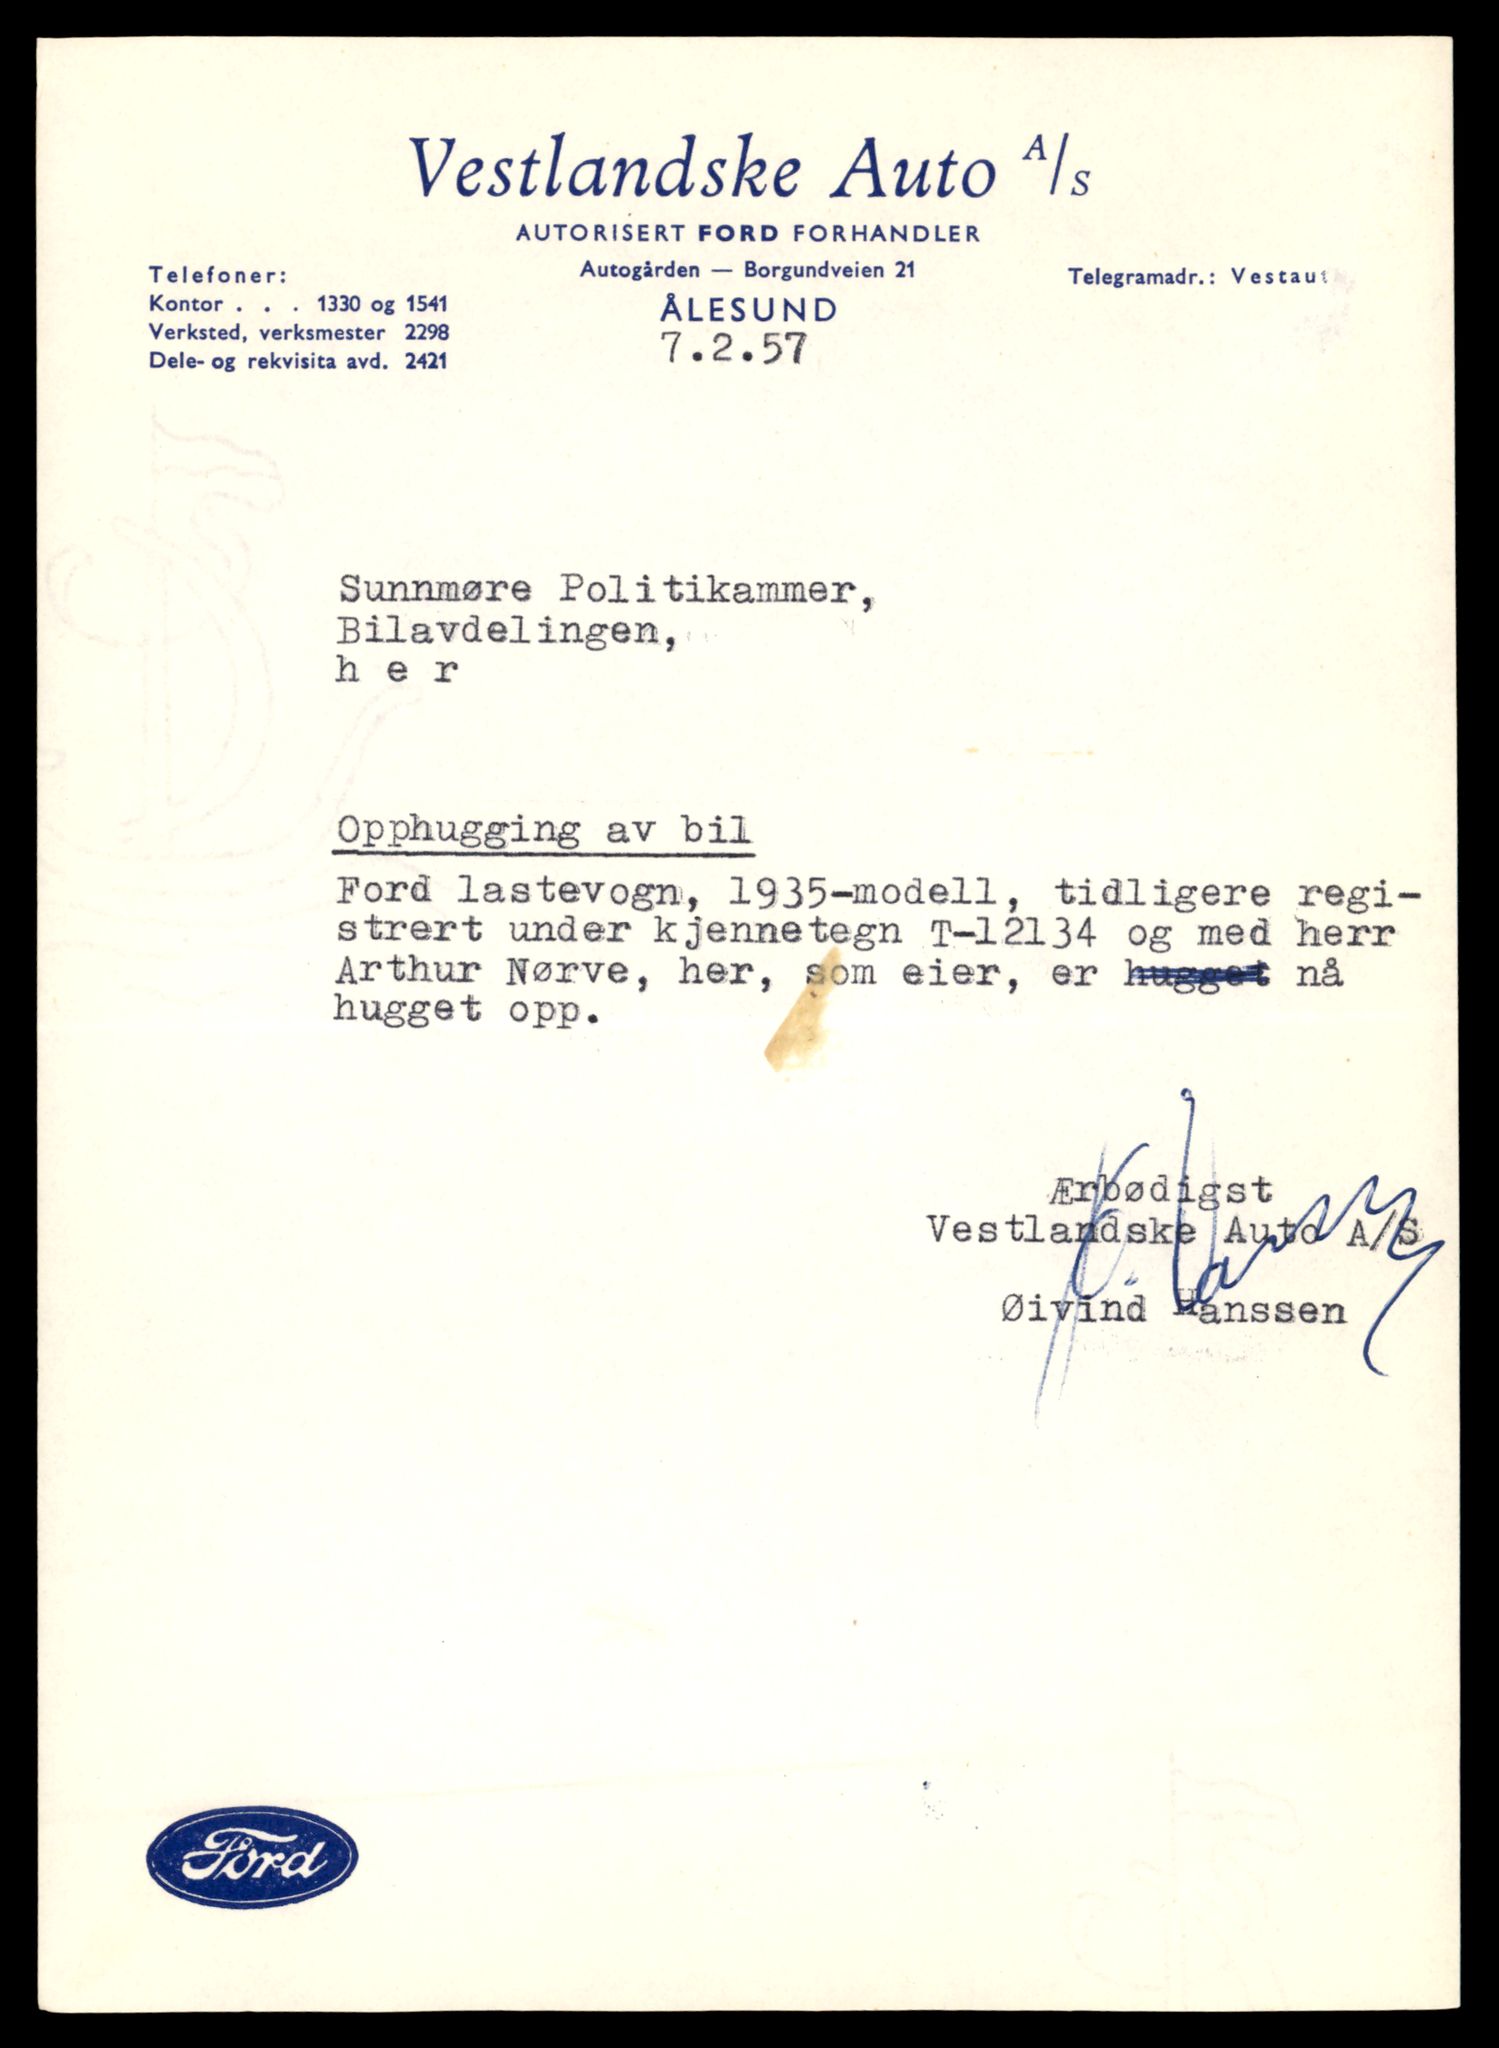 Vestlandske Auto A/S
AUTORISERT FORD FORHANDLER
Autogården — Borgundveien 21
ÅLESUND
Telefoner:
Kontor . . . 1330 og 1541
Verksted, verksmester 2298
Dele- og rekvisita avd. 2421
Telegramadr.: Vestaut
7.2.57
Sunnmøre Politikammer,
Bilavdelingen,
h e r
Opphugging av bil
Ford lastevogn, 1935-modell, tidligere regi-
strert under kjennetegn T-12134 og med herr
Arthur Nørve, her, som eier, er hugget nå
hugget opp.
Ærbødigst
Vestlandske Auto A/S
Øivind Hanssen
Ford